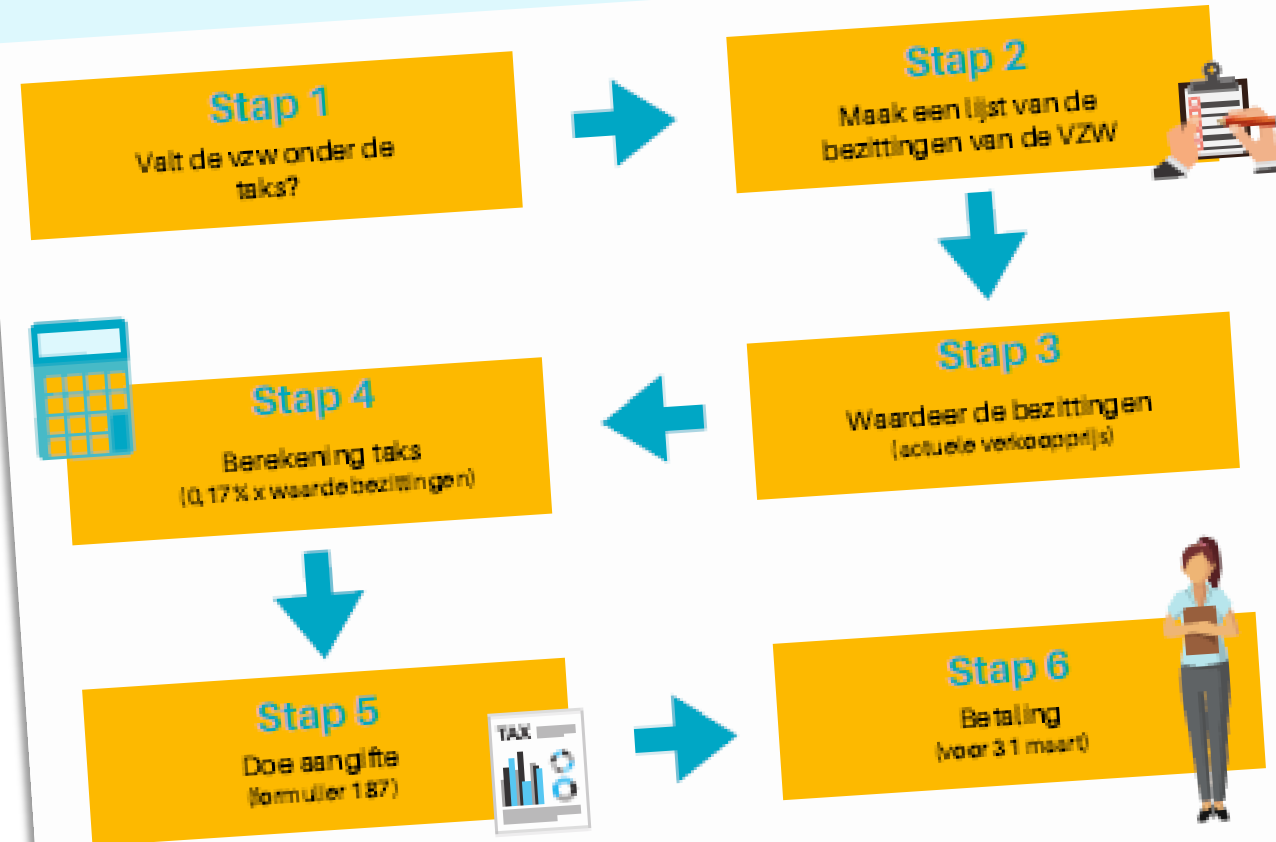 Stap 1
Valt de vzw onder de
taks?
Stap 2
Maak een lijst van de
bezittingen van de VZW
Stap 3
Waardeer de bezittingen
(actuele verkoopprijs)
Stap 4
Berekening taks
(0,17% x waarde bezittingen)
Stap 5
Doe aangifte
(formulier 187)
TAX
Stap 6
Betaling
(voor 31 maart)